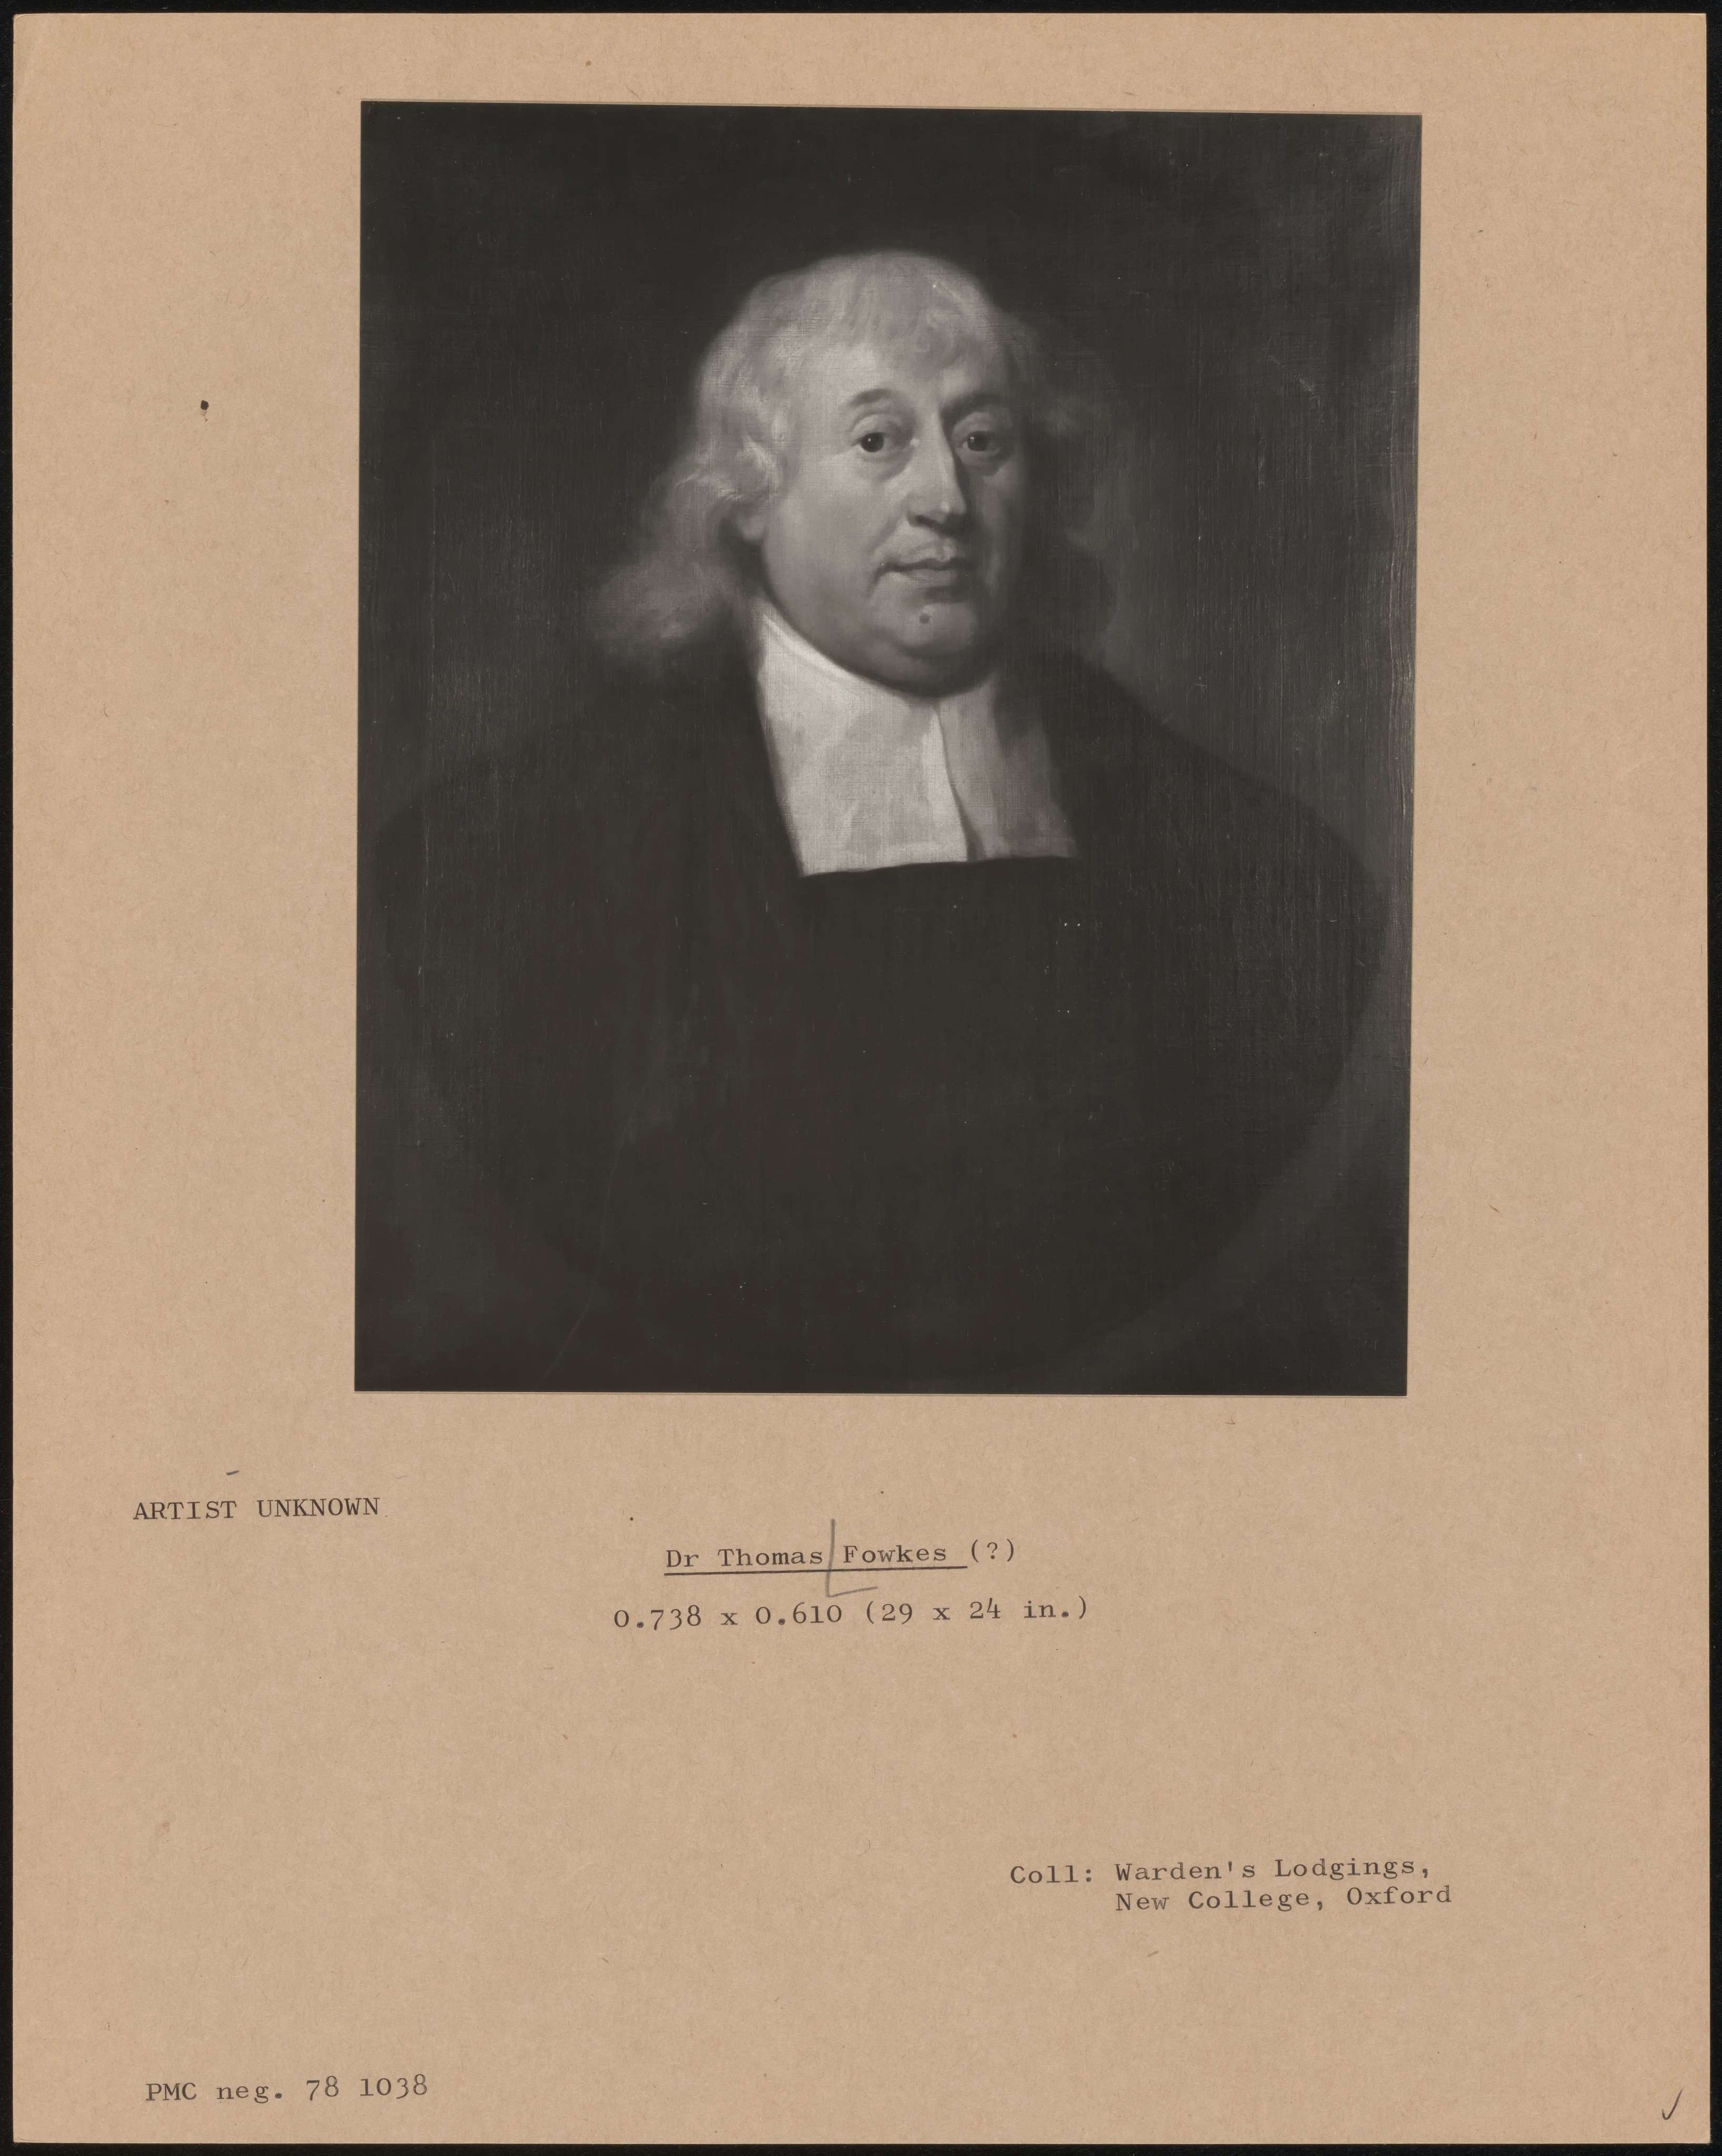 ARTIST UNKNOWN
Dr Thomas Fowkes (?)
0.738 x 0.610 (29 x 24 in.)
Coll: Warden's Lodgings,
New College, Oxford
PMC neg. 78 1038